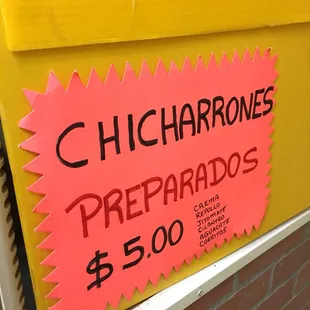 CHICHARRONES
PREPARADOS
$5.00
CREMA
REPOLLO
JITOMATE
CILANTRO
AGUACATE
CUERITOS